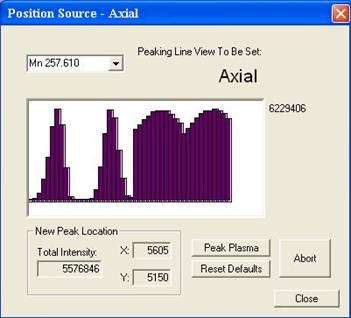 Position Source - Axial
Mn 257.610
Peaking Line View To Be Set:
Axial
6229406
New Peak Location
Total Intensity:
5576846
X: 5605
Y: 5150
Peak Plasma
Reset Defaults
Abort
Close